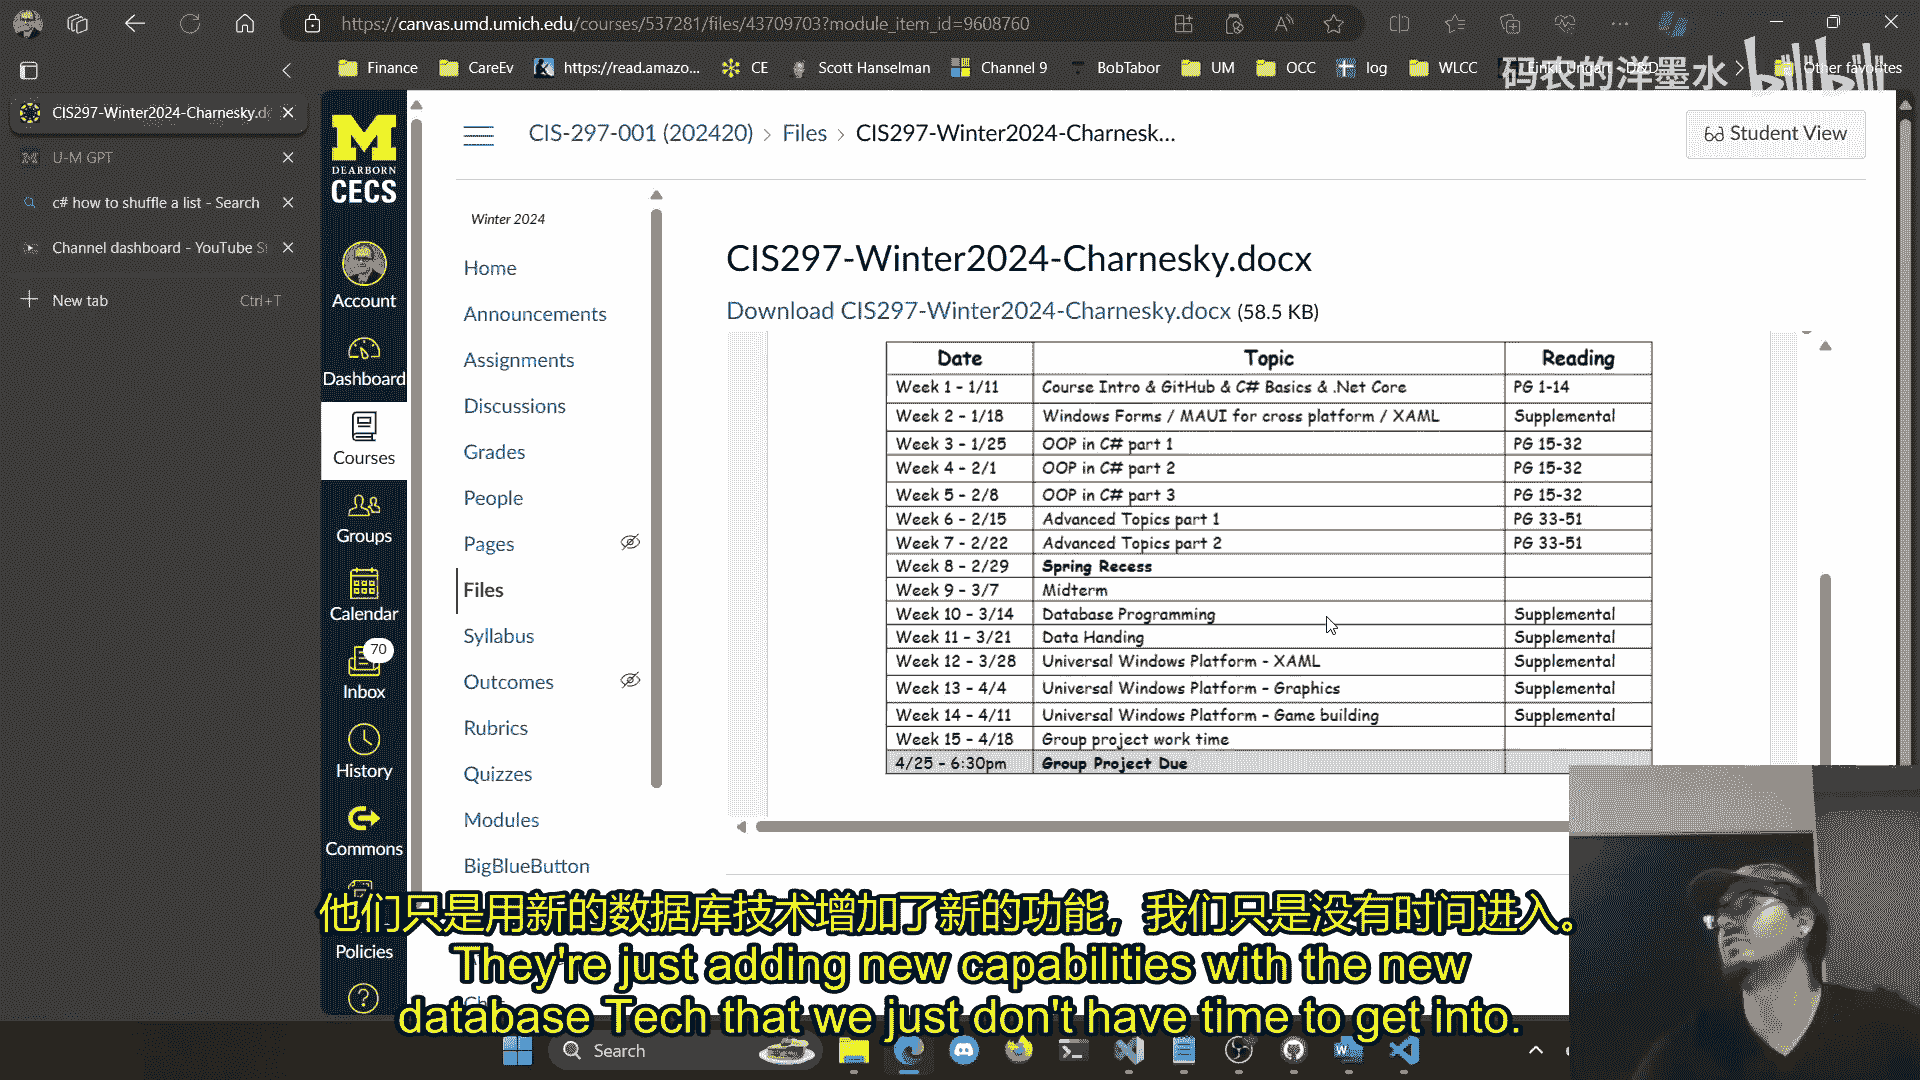 https://canvas.umd.umich.edu/courses/537281/files/43709703?module_item_id=9608760
Finance
CareEv
https://read.amazo...
CE
Scott Hanselman
Channel 9
BobTabor
UM
OCC
log
WLCC
Other favorites
码农的洋墨水
bilibili
CIS297-Winter2024-Charnesky.do
U-M GPT
c# how to shuffle a list - Search
Channel dashboard - YouTube St
New tab
Ctrl+T
M
DEARBORN
CECS
Account
Dashboard
Courses
Groups
Calendar
70
Inbox
History
Commons
Policies
CIS-297-001 (202420) > Files > CIS297-Winter2024-Charnesk...
Student View
Winter 2024
Home
Announcements
Assignments
Discussions
Grades
People
Pages
Files
Syllabus
Outcomes
Rubrics
Quizzes
Modules
BigBlueButton
CIS297-Winter2024-Charnesky.docx
Download CIS297-Winter2024-Charnesky.docx (58.5 KB)
Date Topic Reading
Week 1 - 1/11 Course Intro & GitHub & C# Basics & .Net Core PG 1-14
Week 2 - 1/18 Windows Forms / MAUI for cross platform / XAML Supplemental
Week 3 - 1/25 OOP in C# part 1 PG 15-32
Week 4 - 2/1 OOP in C# part 2 PG 15-32
Week 5 - 2/8 OOP in C# part 3 PG 15-32
Week 6 - 2/15 Advanced Topics part 1 PG 33-51
Week 7 - 2/22 Advanced Topics part 2 PG 33-51
Week 8 - 2/29 Spring Recess
Week 9 - 3/7 Midterm
Week 10 - 3/14 Database Programming Supplemental
Week 11 - 3/21 Data Handing Supplemental
Week 12 - 3/28 Universal Windows Platform - XAML Supplemental
Week 13 - 4/4 Universal Windows Platform - Graphics Supplemental
Week 14 - 4/11 Universal Windows Platform - Game building Supplemental
Week 15 - 4/18 Group project work time
4/25 - 6:30pm Group Project Due
他们只是用新的数据库技术增加了新的功能，我们只是没有时间进入。
They're just adding new capabilities with the new
database Tech that we just don't have time to get into.
Search